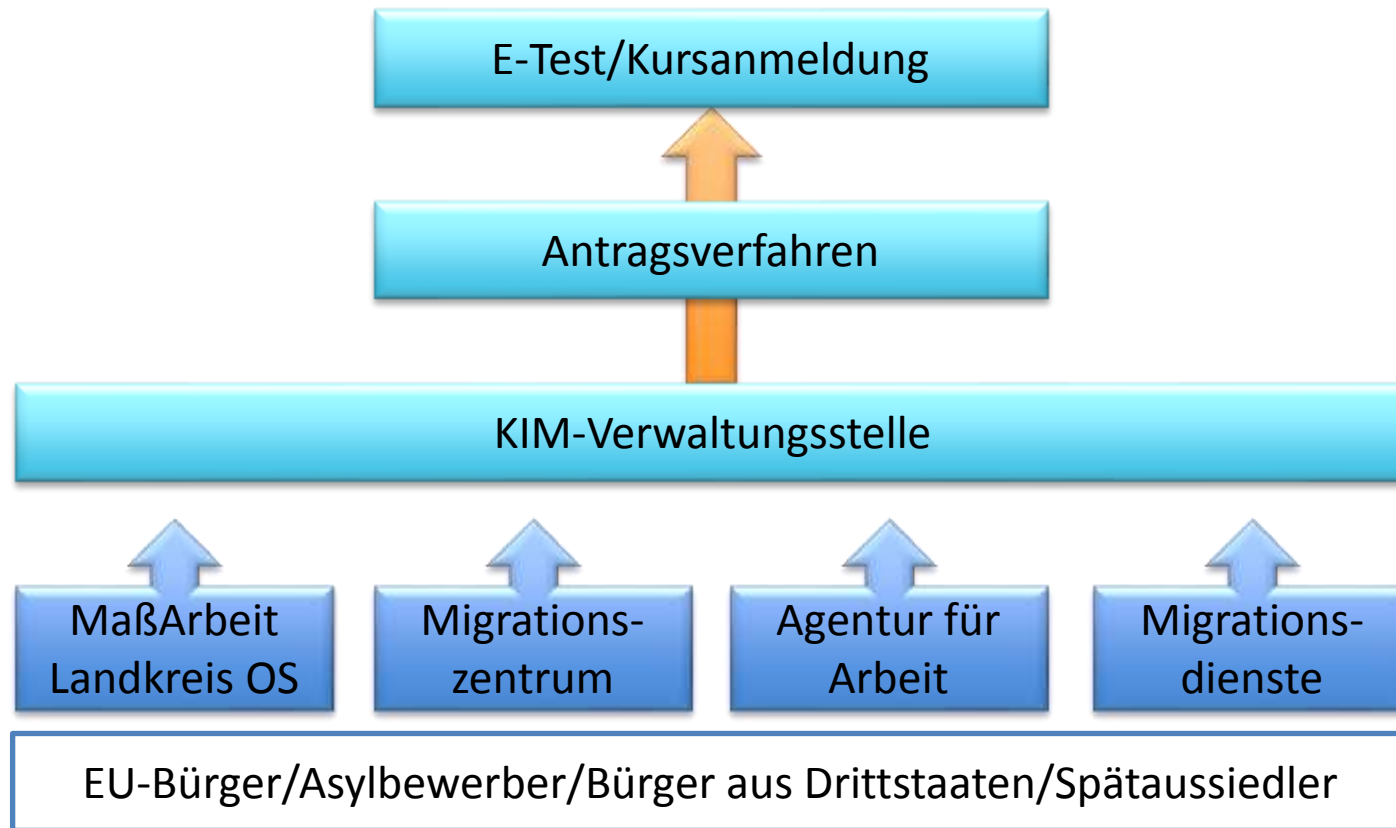 E-Test/Kursanmeldung
Antragsverfahren
KIM-Verwaltungsstelle
MaßArbeit
Landkreis OS
Migrations-
zentrum
Agentur für
Arbeit
Migrations-
dienste
EU-Bürger/Asylbewerber/Bürger aus Drittstaaten/Spätaussiedler